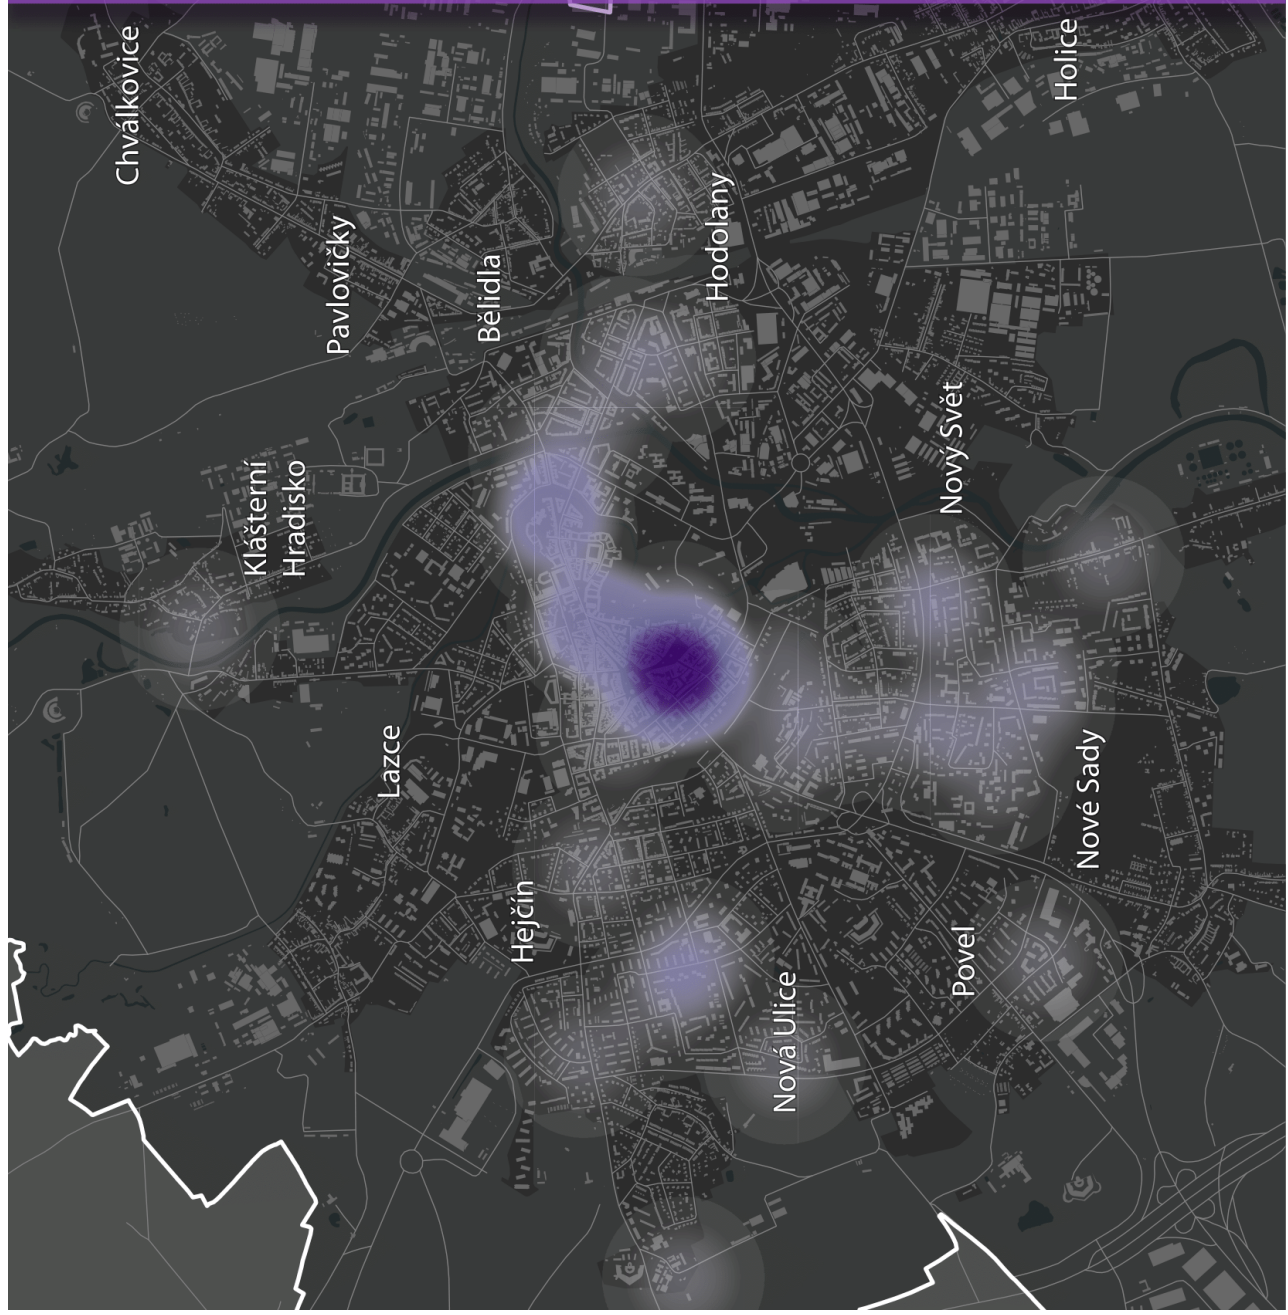 Chválkovice
Pavlovičky
Bělidla
Klášterní
Hradisko
Lazce
Hejčín
Hodolany
Nová Ulice
Nový Svět
Povel
Holice
Nové Sady